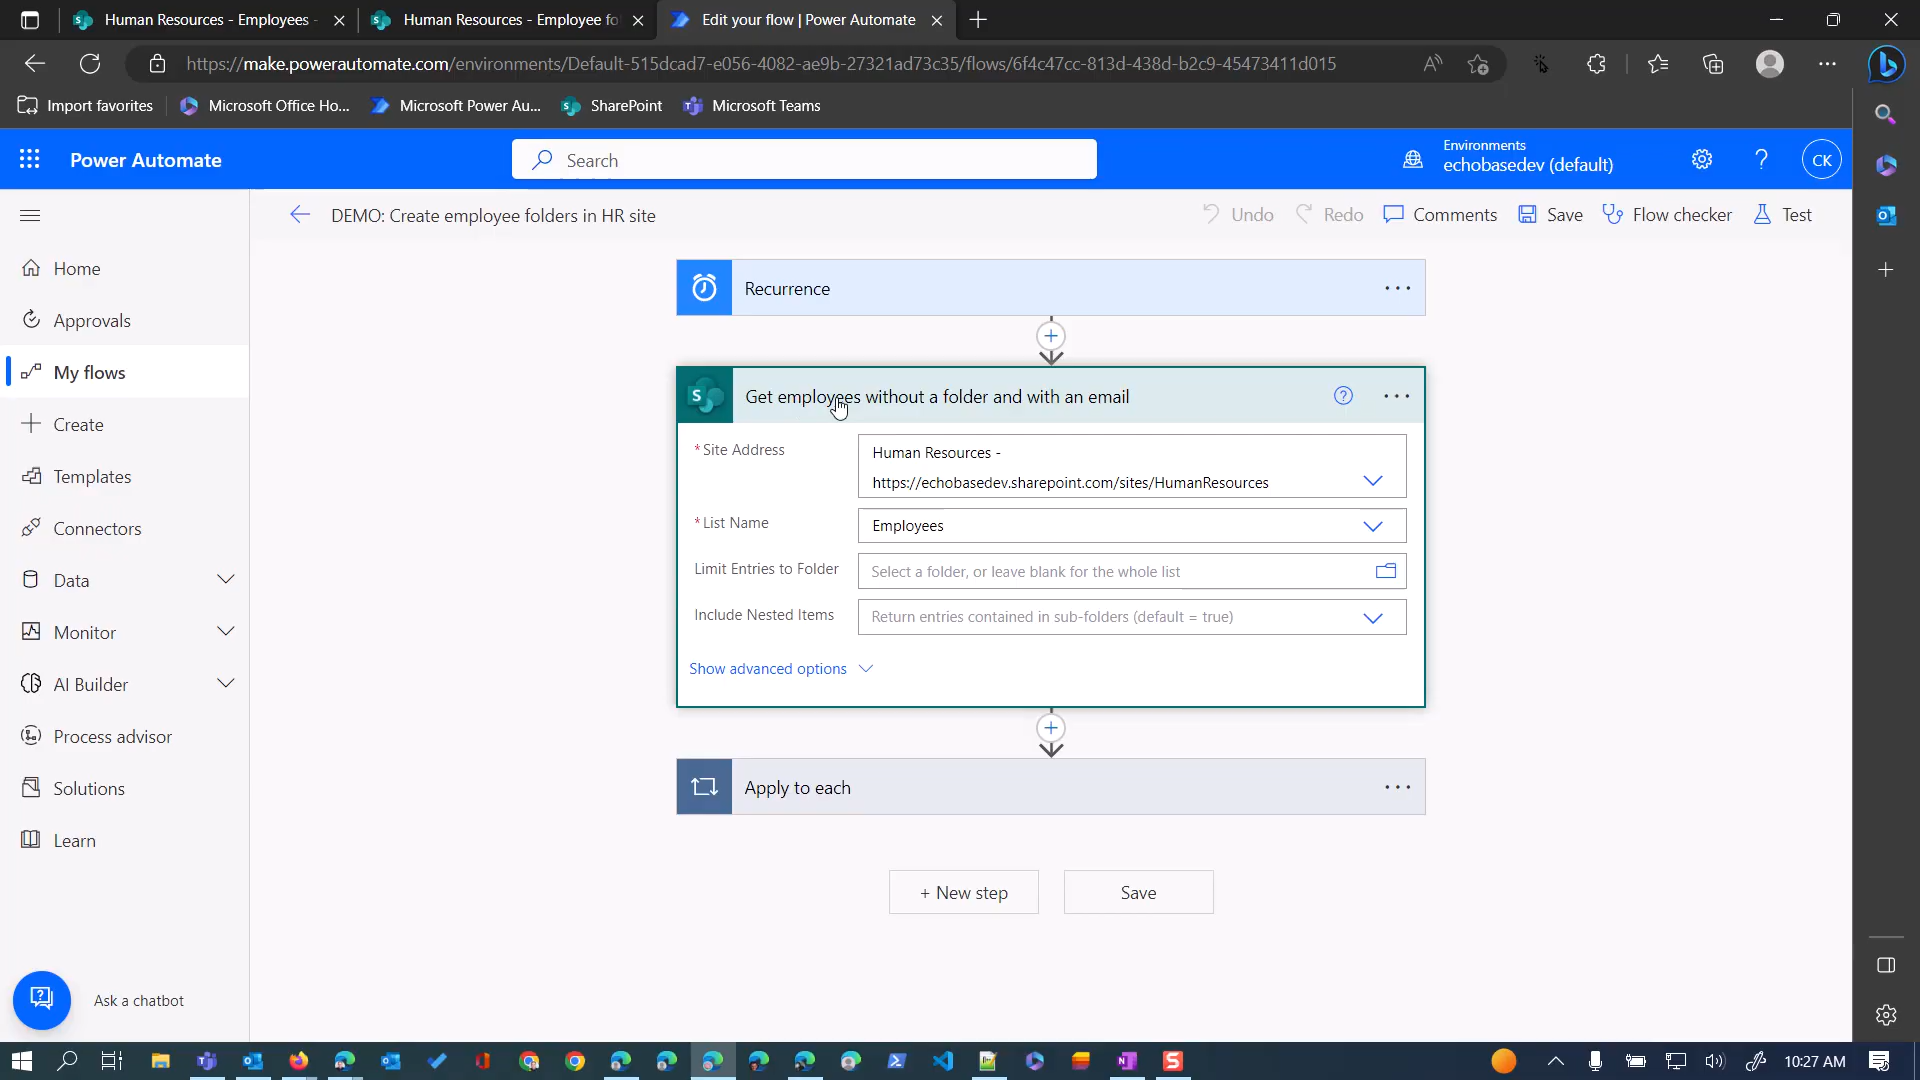 Human Resources - Employees -
Human Resources - Employee fo
Edit your flow | Power Automate
https://make.powerautomate.com/environments/Default-515dcad7-e056-4082-ae9b-27321ad73c35/flows/6f4c47cc-813d-438d-b2c9-45473411d015
Import favorites
Microsoft Office Ho...
Microsoft Power Au...
SharePoint
Microsoft Teams
Power Automate
Search
Environments
echobasedev (default)
CK
DEMO: Create employee folders in HR site
Undo
Redo
Comments
Save
Flow checker
Test
Home
Approvals
My flows
Create
Templates
Connectors
Data
Monitor
AI Builder
Process advisor
Solutions
Learn
Ask a chatbot
Recurrence
Get employees without a folder and with an email
* Site Address
Human Resources -
https://echobasedev.sharepoint.com/sites/HumanResources
* List Name
Employees
Limit Entries to Folder
Select a folder, or leave blank for the whole list
Include Nested Items
Return entries contained in sub-folders (default = true)
Show advanced options
Apply to each
+ New step
Save
10:27 AM